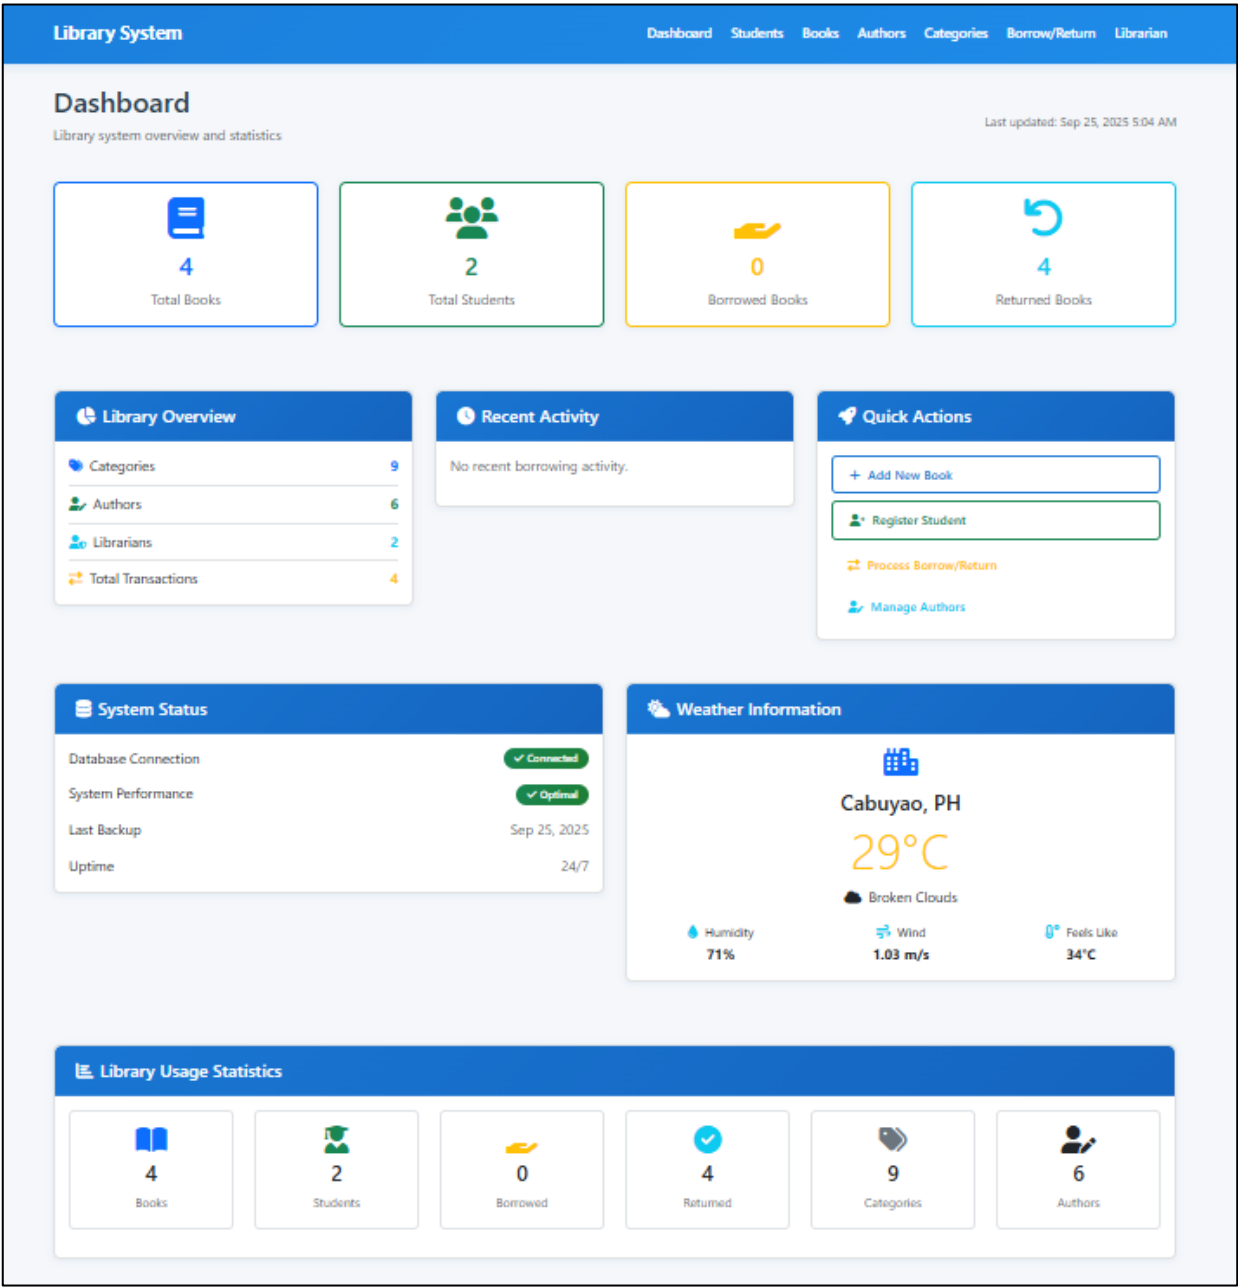 Library System
Dashboard Students Books Authors Categories Borrow/Return Librarian
Dashboard
Library system overview and statistics
Last updated: Sep 25, 2025 5:04 AM
4
Total Books
2
Total Students
0
Borrowed Books
4
Returned Books
Library Overview
Categories 9
Authors 6
Librarians 2
Total Transactions 4
Recent Activity
No recent borrowing activity.
Quick Actions
+ Add New Book
Register Student
Process Borrow/Return
Manage Authors
System Status
Database Connection Connected
System Performance Optimal
Last Backup Sep 25, 2025
Uptime 24/7
Weather Information
Cabuyao, PH
29°C
Broken Clouds
Humidity
71%
Wind
1.03 m/s
Feels Like
34°C
Library Usage Statistics
4
Books
2
Students
0
Borrowed
4
Returned
9
Categories
6
Authors